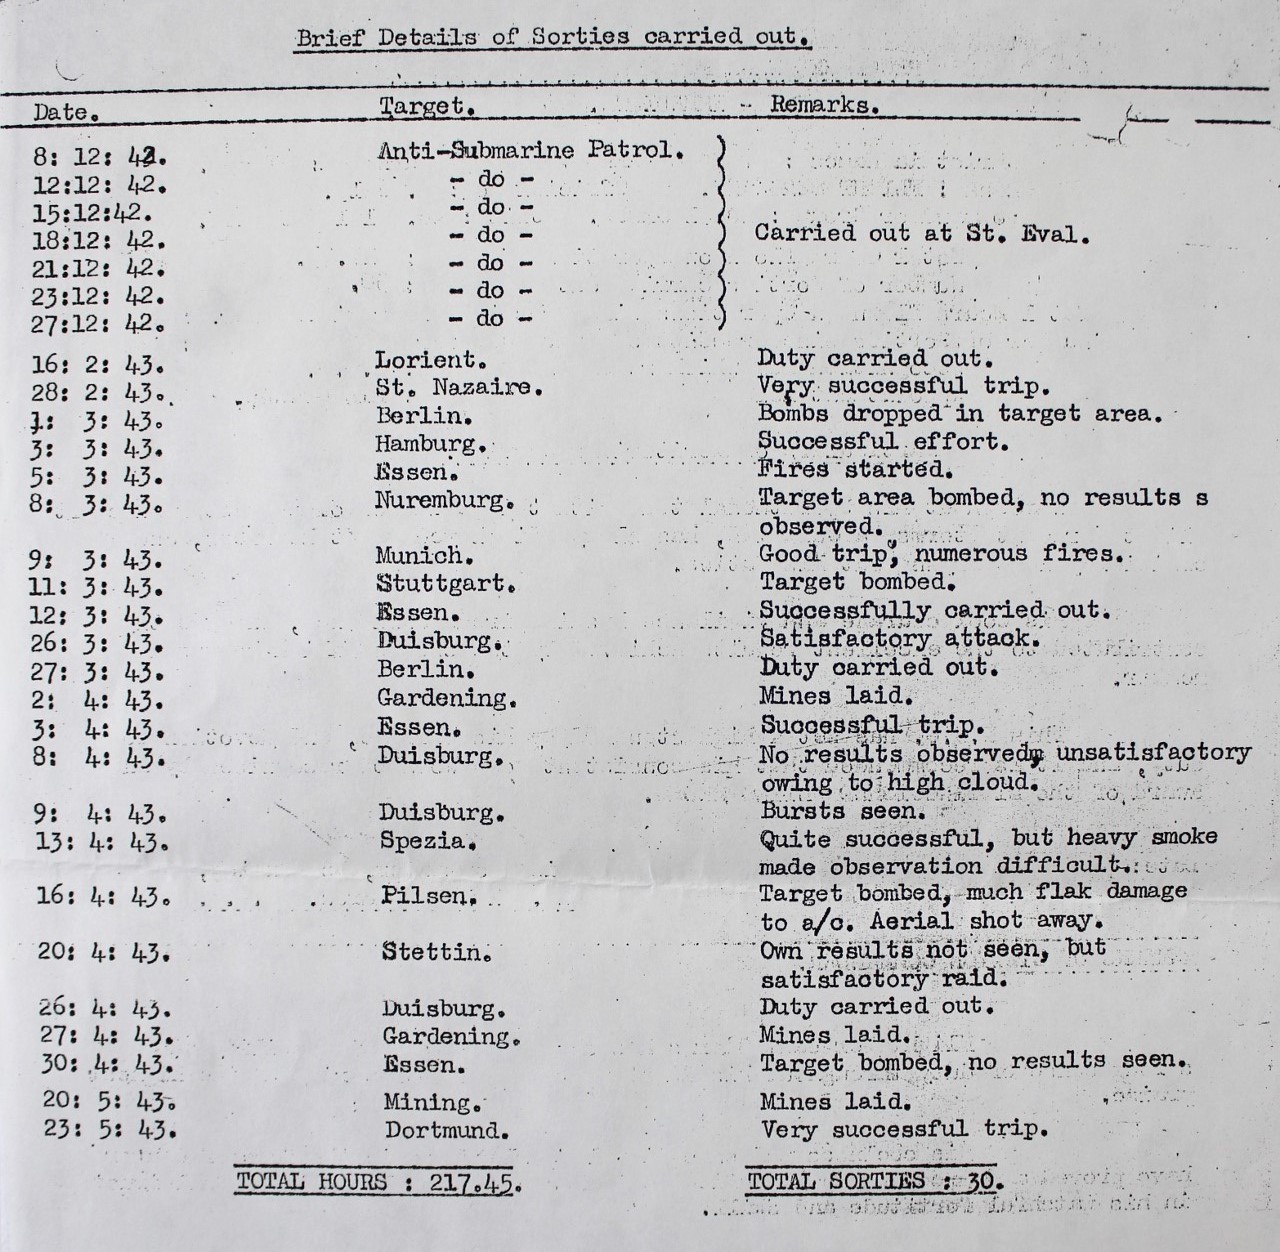 Brief Details of Sorties carried out.
Date. Target. Remarks.
8: 12: 42. Anti-Submarine Patrol.
12:12: 42. - do -
15:12:42. - do -
18:12: 42. - do - Carried out at St. Eval.
21:12: 42. - do -
23:12: 42. - do -
27:12: 42. - do -
16: 2: 43. Lorient. Duty carried out.
28: 2: 43. St. Nazaire. Very successful trip.
1: 3: 43. Berlin. Bombs dropped in target area.
3: 3: 43. Hamburg. Successful effort.
5: 3: 43. Essen. Fires started.
8: 3: 43. Nuremburg. Target area bombed, no results s
observed.
9: 3: 43. Munich. Good trip, numerous fires.
11: 3: 43. Stuttgart. Target bombed.
12: 3: 43. Essen. Successfully carried out.
26: 3: 43. Duisburg. Satisfactory attack.
27: 3: 43. Berlin. Duty carried out.
2: 4: 43. Gardening. Mines laid.
3: 4: 43. Essen. Successful trip.
8: 4: 43. Duisburg. No results observed, unsatisfactory
owing to high cloud.
9: 4: 43. Duisburg. Bursts seen.
13: 4: 43. Spezia. Quite successful, but heavy smoke
made observation difficult.
16: 4: 43. Pilsen. Target bombed, much flak damage
to a/c. Aerial shot away.
20: 4: 43. Stettin. Own results not seen, but
satisfactory raid.
26: 4: 43. Duisburg. Duty carried out.
27: 4: 43. Gardening. Mines laid.
30: 4: 43. Essen. Target bombed, no results seen.
20: 5: 43. Mining. Mines laid.
23: 5: 43. Dortmund. Very successful trip.
TOTAL HOURS : 217.45. TOTAL SORTIES : 30.